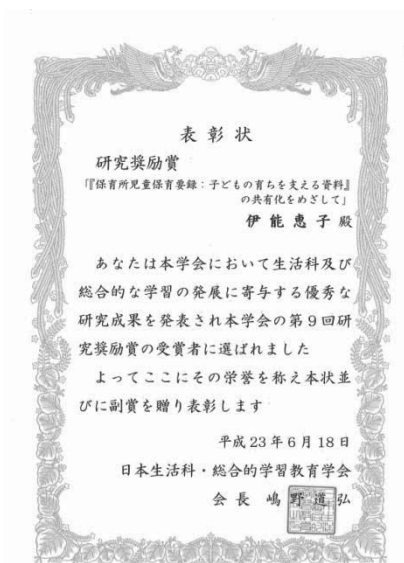 表彰状
研究奨励賞
「『保育所児童保育要録：子どもの育ちを支える資料』
の共有化をめざして」
伊能恵子殿
あなたは本学会において生活科及び
総合的な学習の発展に寄与する優秀な
研究成果を発表され本学会の第9回研
究奨励賞の受賞者に選ばれました
よってここにその栄誉を称え本状並
びに副賞を贈り表彰します
平成23年6月18日
日本生活科・総合的学習教育学会
会長 嶋野道弘